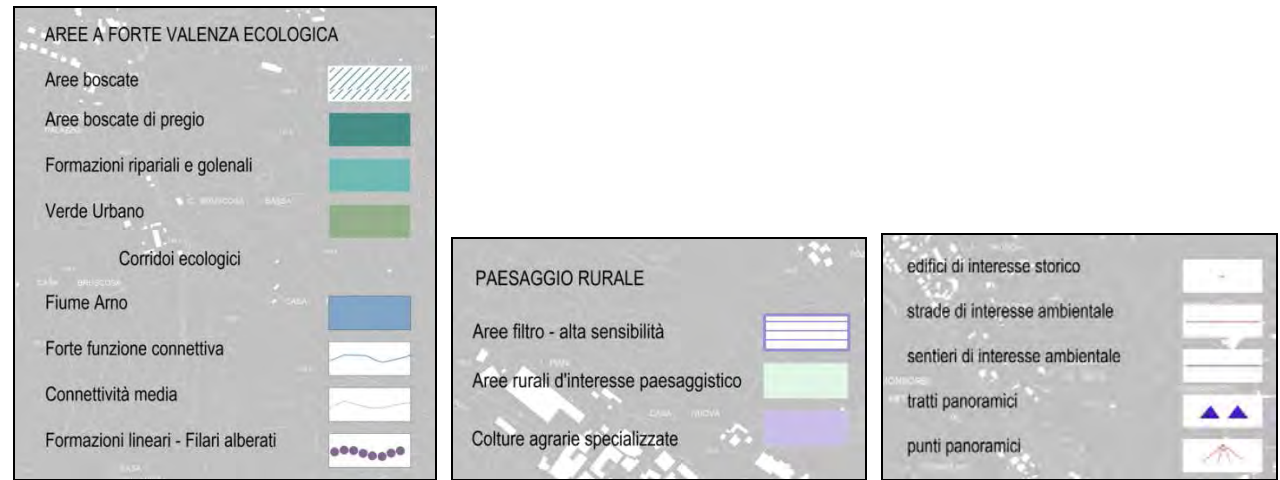 AREE A FORTE VALENZA ECOLOGICA
Aree boscate
Aree boscate di pregio
Formazioni ripariali e golenali
Verde Urbano
Corridoi ecologici
Fiume Arno
Forte funzione connettiva
Connettività media
Formazioni lineari - Filari alberati
PAESAGGIO RURALE
Aree filtro - alta sensibilità
Aree rurali d'interesse paesaggistico
CASA NUOVA
Colture agrarie specializzate
edifici di interesse storico
strade di interesse ambientale
sentieri di interesse ambientale
tratti panoramici
punti panoramici